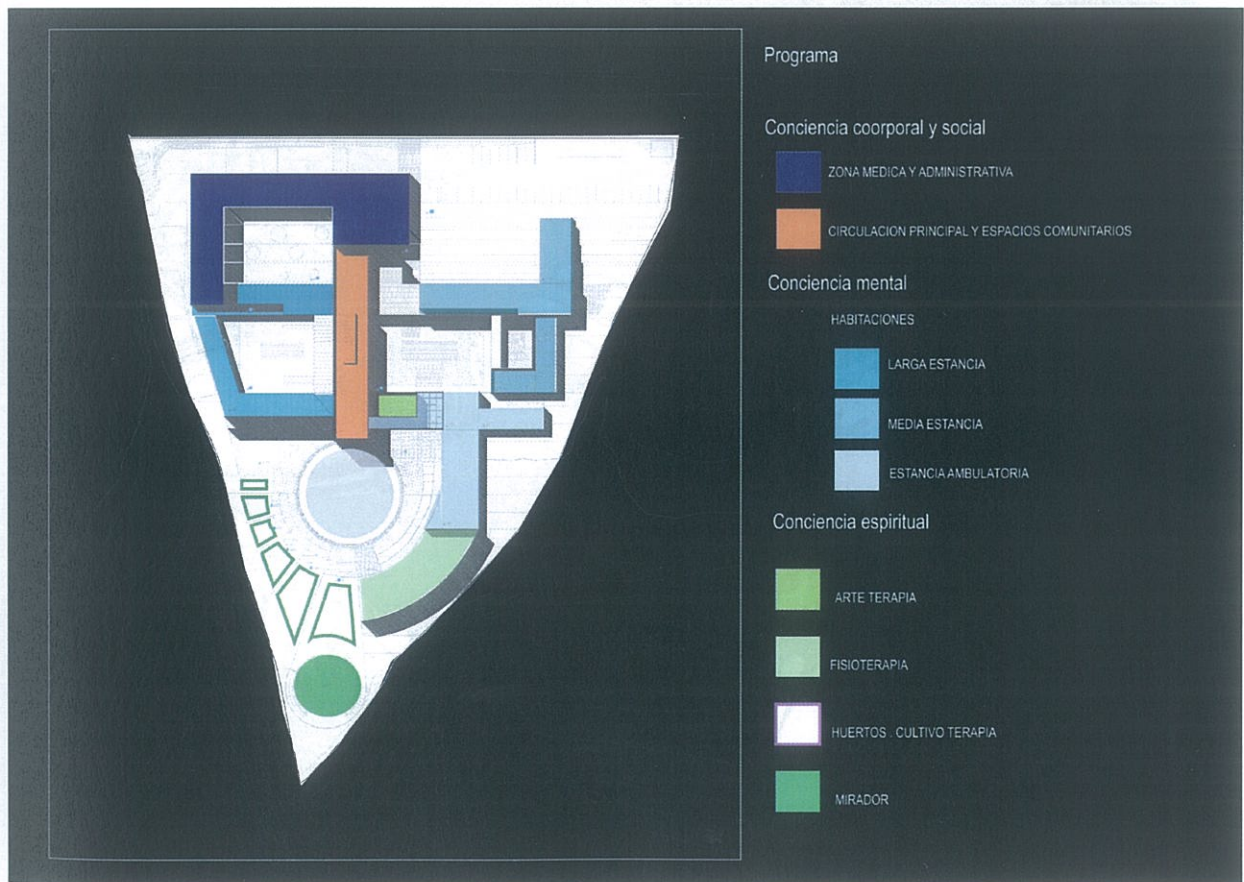 Programa
Conciencia coorporal y social
ZONA MEDICA Y ADMINISTRATIVA
CIRCULACION PRINCIPAL Y ESPACIOS COMUNITARIOS
Conciencia mental
HABITACIONES
LARGA ESTANCIA
MEDIA ESTANCIA
ESTANCIA AMBULATORIA
Conciencia espiritual
ARTE TERAPIA
FISIOTERAPIA
HUERTOS . CULTIVO TERAPIA
MIRADOR